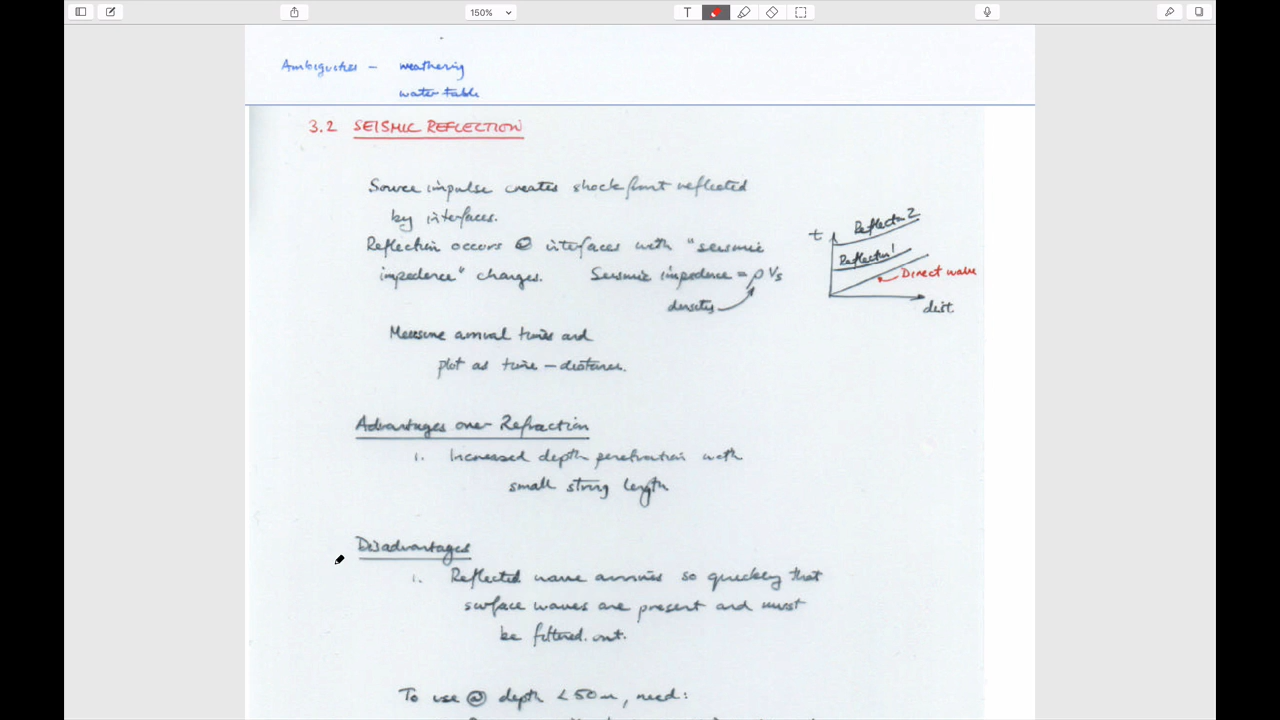 150%
T
Ambiguities – weathering
water table
3.2 SEISMIC REFLECTION
Source impulse creates shock front reflected
by interfaces.
Reflection occurs @ interfaces with "seismic
impedence" changes. Seismic impedence = ρ Vs
density
Measure arrival times and
plot as time – distance.
t
Reflector 2
Reflector 1
Direct wave
dist
Advantages over Refraction
1. Increased depth penetration with
small string length
Disadvantages
1. Reflected wave arrives so quickly that
surface waves are present and must
be filtered out.
To use @ depth < 50m, need: